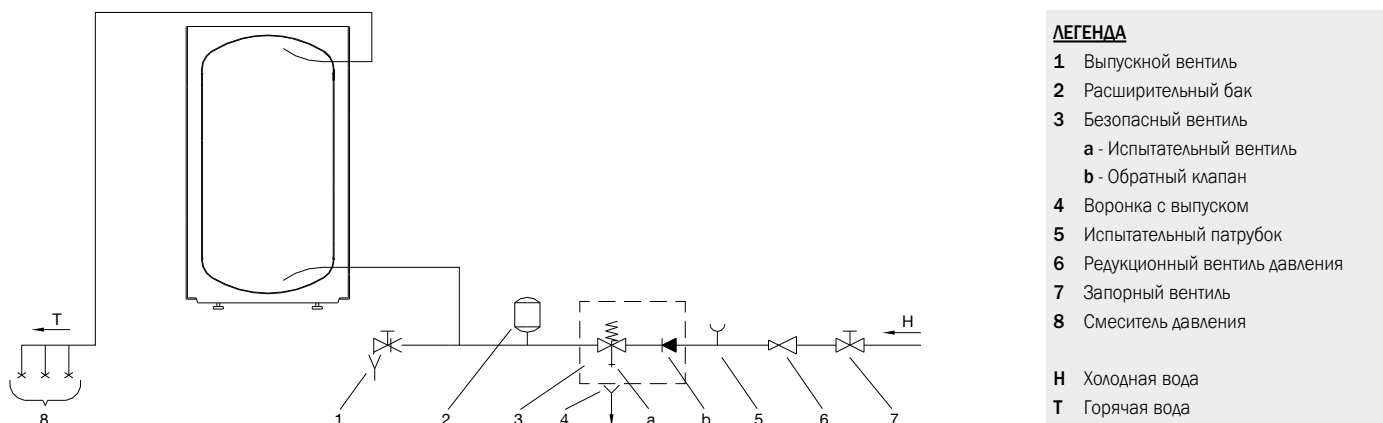 T
H
8
1
2
3
4
a
b
5
6
7
ЛЕГЕНДА
1 Выпускной вентиль
2 Расширительный бак
3 Безопасный вентиль
a - Испытательный вентиль
b - Обратный клапан
4 Воронка с выпуском
5 Испытательный патрубок
6 Редукционный вентиль давления
7 Запорный вентиль
8 Смеситель давления
H Холодная вода
T Горячая вода